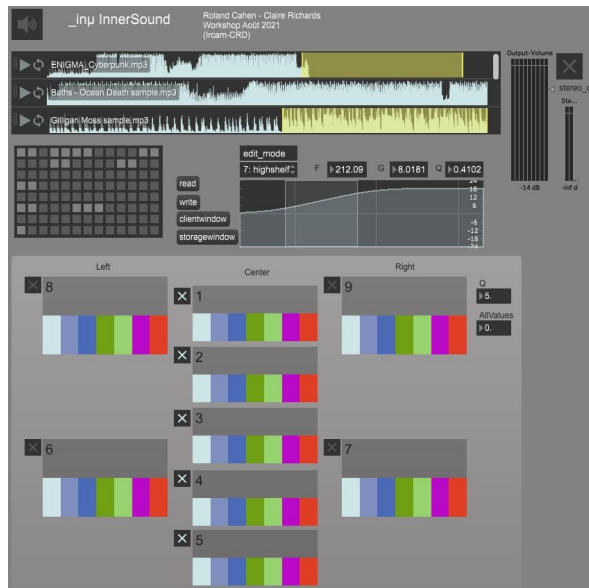 _inμ InnerSound
Roland Cahen - Claire Richards
Workshop Août 2021
(Ircam-CRD)
ENIGMA_Cyberpunk.mp3
Baths - Ocean Death sample.mp3
Gilligan Moss sample.mp3
Output-Volume
stereo_o
Ste...
-14 dB
-inf d
edit_mode
7: highshelf
F
212.09
G
8.0181
Q
0.4102
24
18
12
6
-6
-12
-18
-24
read
write
clientwindow
storagewindow
Left
Center
Right
8
1
9
Q
5.
AllValues
0.
2
3
6
7
4
5